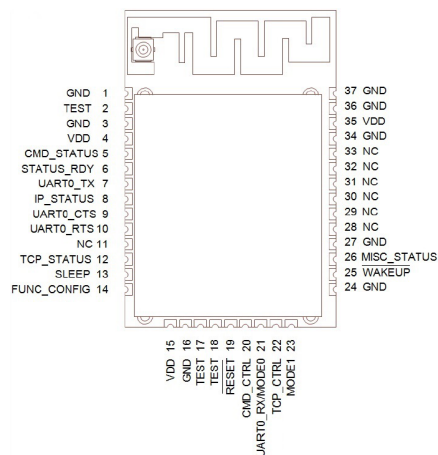 GND 1
TEST 2
GND 3
VDD 4
CMD_STATUS 5
STATUS_RDY 6
UART0_TX 7
IP_STATUS 8
UART0_CTS 9
UART0_RTS 10
NC 11
TCP_STATUS 12
SLEEP 13
FUNC_CONFIG 14
VDD 15
GND 16
TEST 17
TEST 18
RESET 19
CMD_CTRL 20
UART0_RX/MODE0 21
TCP_CTRL 22
MODE1 23
37 GND
36 GND
35 VDD
34 GND
33 NC
32 NC
31 NC
30 NC
29 NC
28 NC
27 GND
26 MISC_STATUS
25 WAKEUP
24 GND